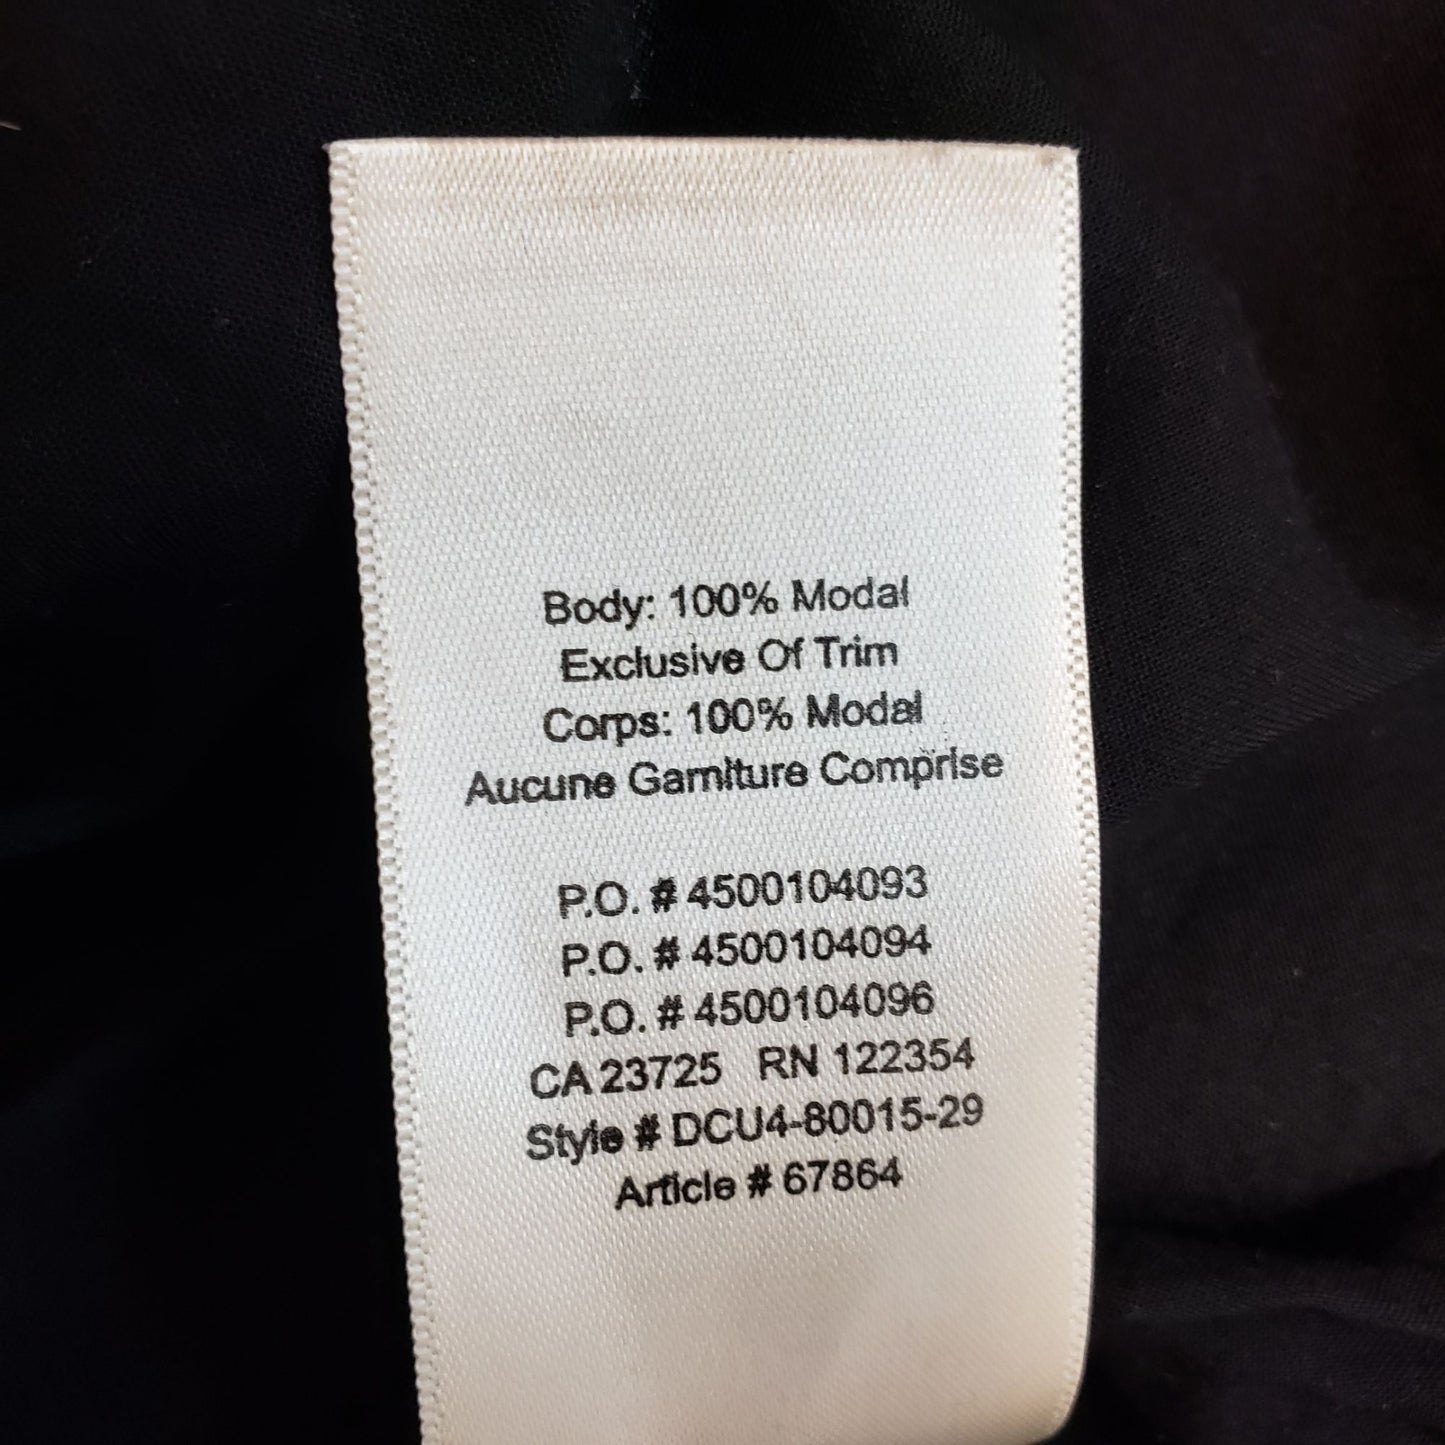 Body: 100% Modal
Exclusive Of Trim
Corps: 100% Modal
Aucune Garniture Comprise
P.O. # 4500104093
P.O. # 4500104094
P.O. # 4500104096
CA 23725 RN 122354
Style # DCU4-80015-29
Article # 67864